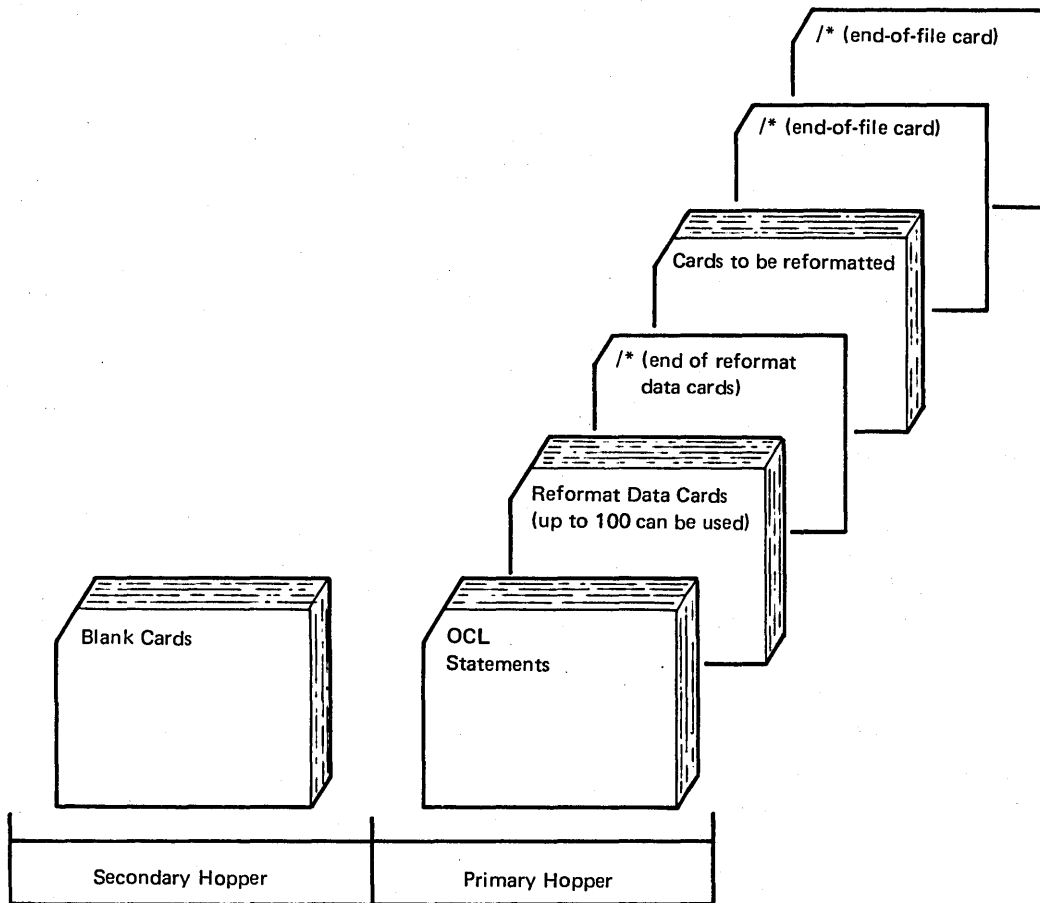 /* (end-of-file card)
/* (end-of-file card)
Cards to be reformatted
/* (end of reformat
data cards)
Reformat Data Cards
(up to 100 can be used)
Blank Cards
OCL
Statements
Secondary Hopper
Primary Hopper